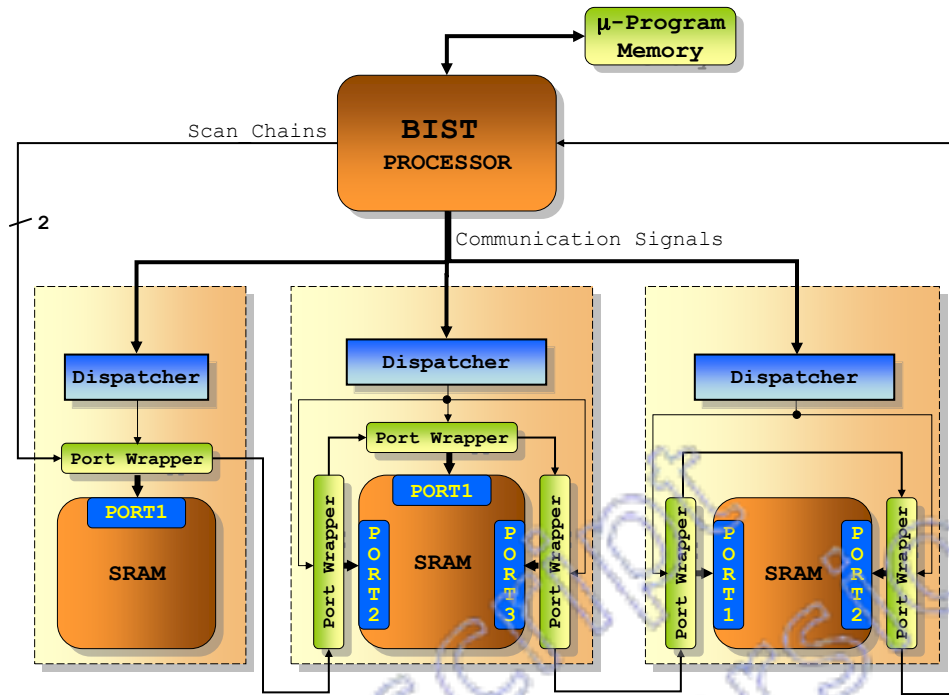 μ-Program
Memory
BIST
PROCESSOR
Scan Chains
2
Communication Signals
Dispatcher
Port Wrapper
PORT1
SRAM
Dispatcher
Port Wrapper
Port Wrapper
PORT1
PORT2
SRAM
PORT3
Port Wrapper
Dispatcher
Port Wrapper
PORT1
SRAM
PORT2
Port Wrapper